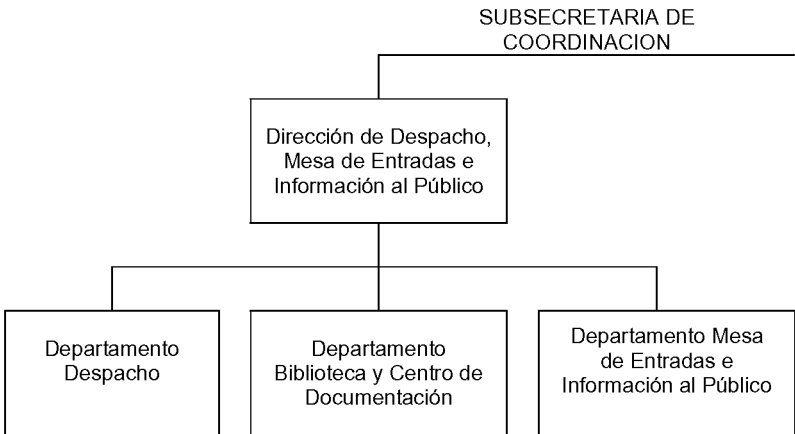 SUBSECRETARIA DE
COORDINACION
Dirección de Despacho,
Mesa de Entradas e
Información al Público
Departamento
Despacho
Departamento
Biblioteca y Centro de
Documentación
Departamento Mesa
de Entradas e
Información al Público